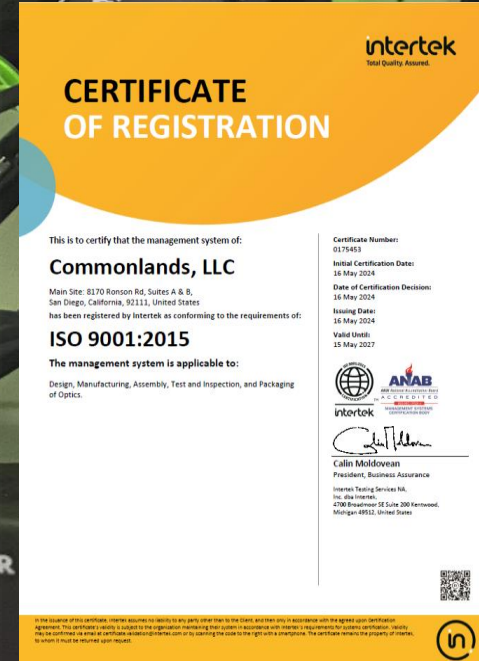 intertek
Total Quality. Assured.
CERTIFICATE
OF REGISTRATION
This is to certify that the management system of:
Commonlands, LLC
Main Site: 8170 Ronson Rd, Suites A & B,
San Diego, California, 92111, United States
has been registered by Intertek as conforming to the requirements of:
ISO 9001:2015
The management system is applicable to:
Design, Manufacturing, Assembly, Test and Inspection, and Packaging
of Optics.
Certificate Number:
0175453
Initial Certification Date:
16 May 2024
Date of Certification Decision:
16 May 2024
Issuing Date:
16 May 2024
Valid Until:
15 May 2027
intertek
ANAB
ACCREDITED
MANAGEMENT SYSTEMS
CERTIFICATION BODY
Calin Moldovean
President, Business Assurance
Intertek Testing Services NA,
Inc. dba Intertek,
4700 Broadmoor SE Suite 200 Kentwood,
Michigan 49512, United States
R
In the issuance of this certificate, Intertek assumes no liability to any party other than to the Client, and then only in accordance with the agreed upon Certification
Agreement. This certificate's validity is subject to the organisation maintaining their system in accordance with Intertek's requirements for systems certification. Validity
may be confirmed via email at certificate.validation@intertek.com or by scanning the code to the right with a smartphone. The certificate remains the property of Intertek,
to whom it must be returned upon request.
in